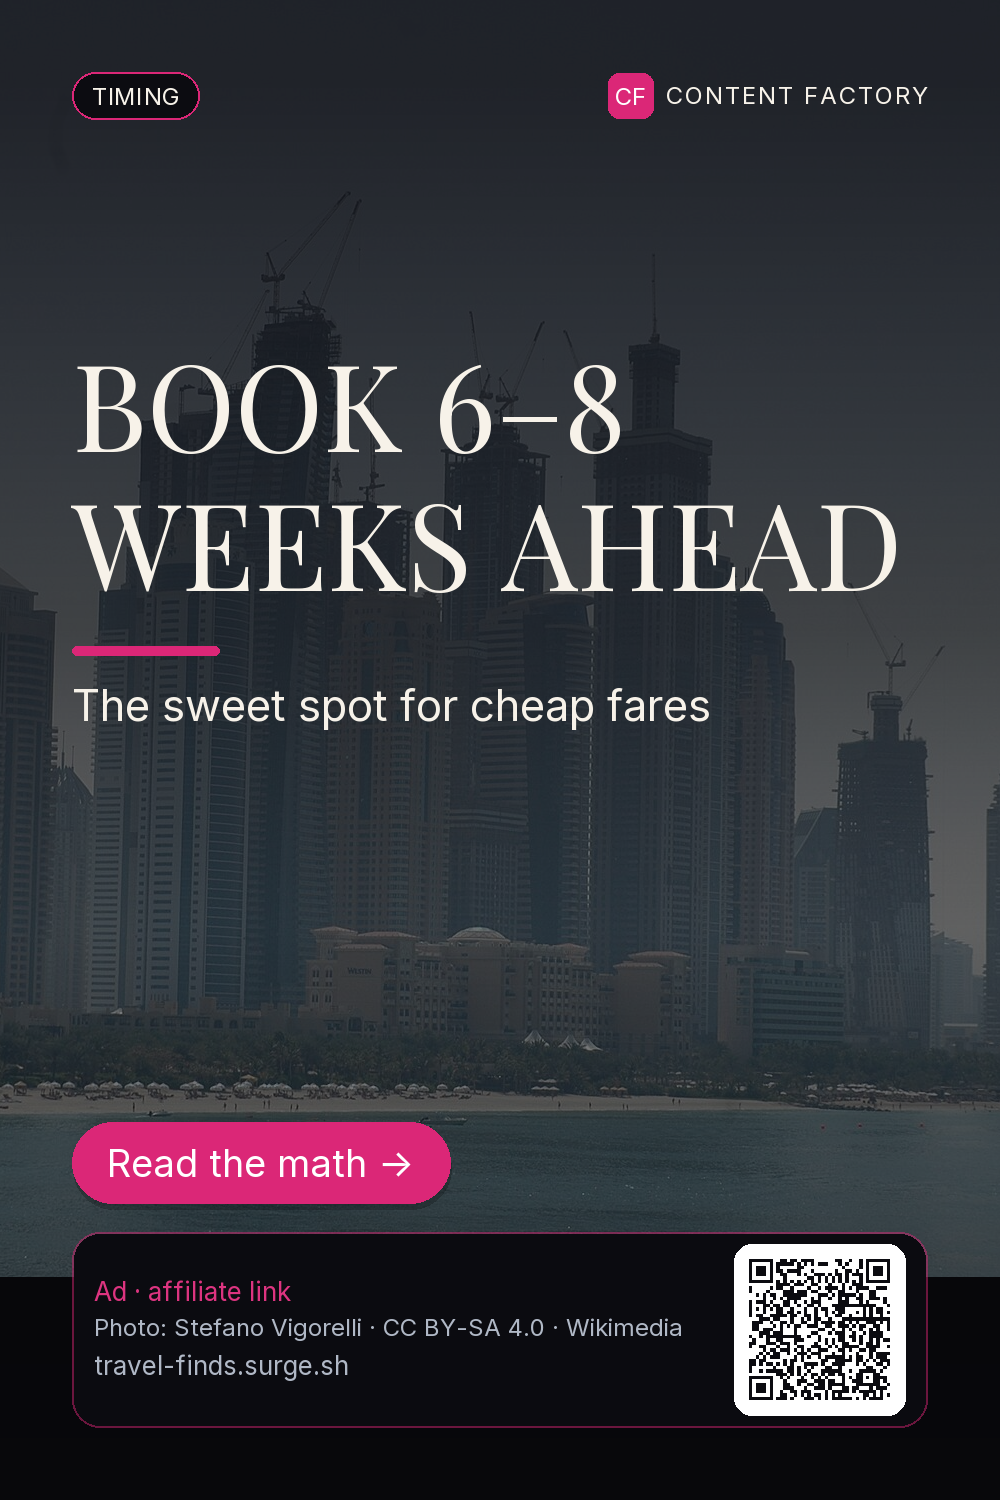 TIMING
CF CONTENT FACTORY
BOOK 6–8
WEEKS AHEAD
The sweet spot for cheap fares
WESTIN
Read the math →
Ad · affiliate link
Photo: Stefano Vigorelli · CC BY-SA 4.0 · Wikimedia
travel-finds.surge.sh